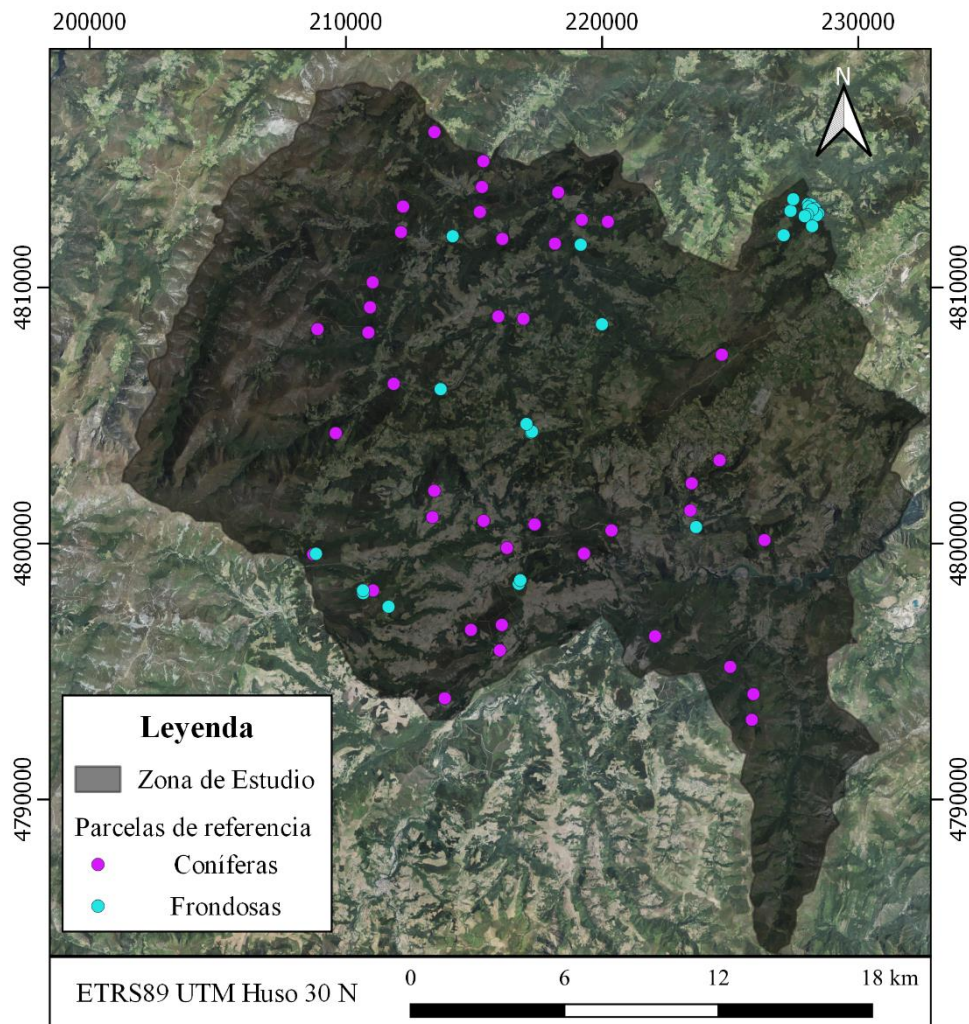 200000 210000 220000 230000
N
4810000 4810000
4800000 4800000
4790000 4790000
Leyenda
Zona de Estudio
Parcelas de referencia
Coníferas
Frondosas
ETRS89 UTM Huso 30 N
0 6 12 18 km